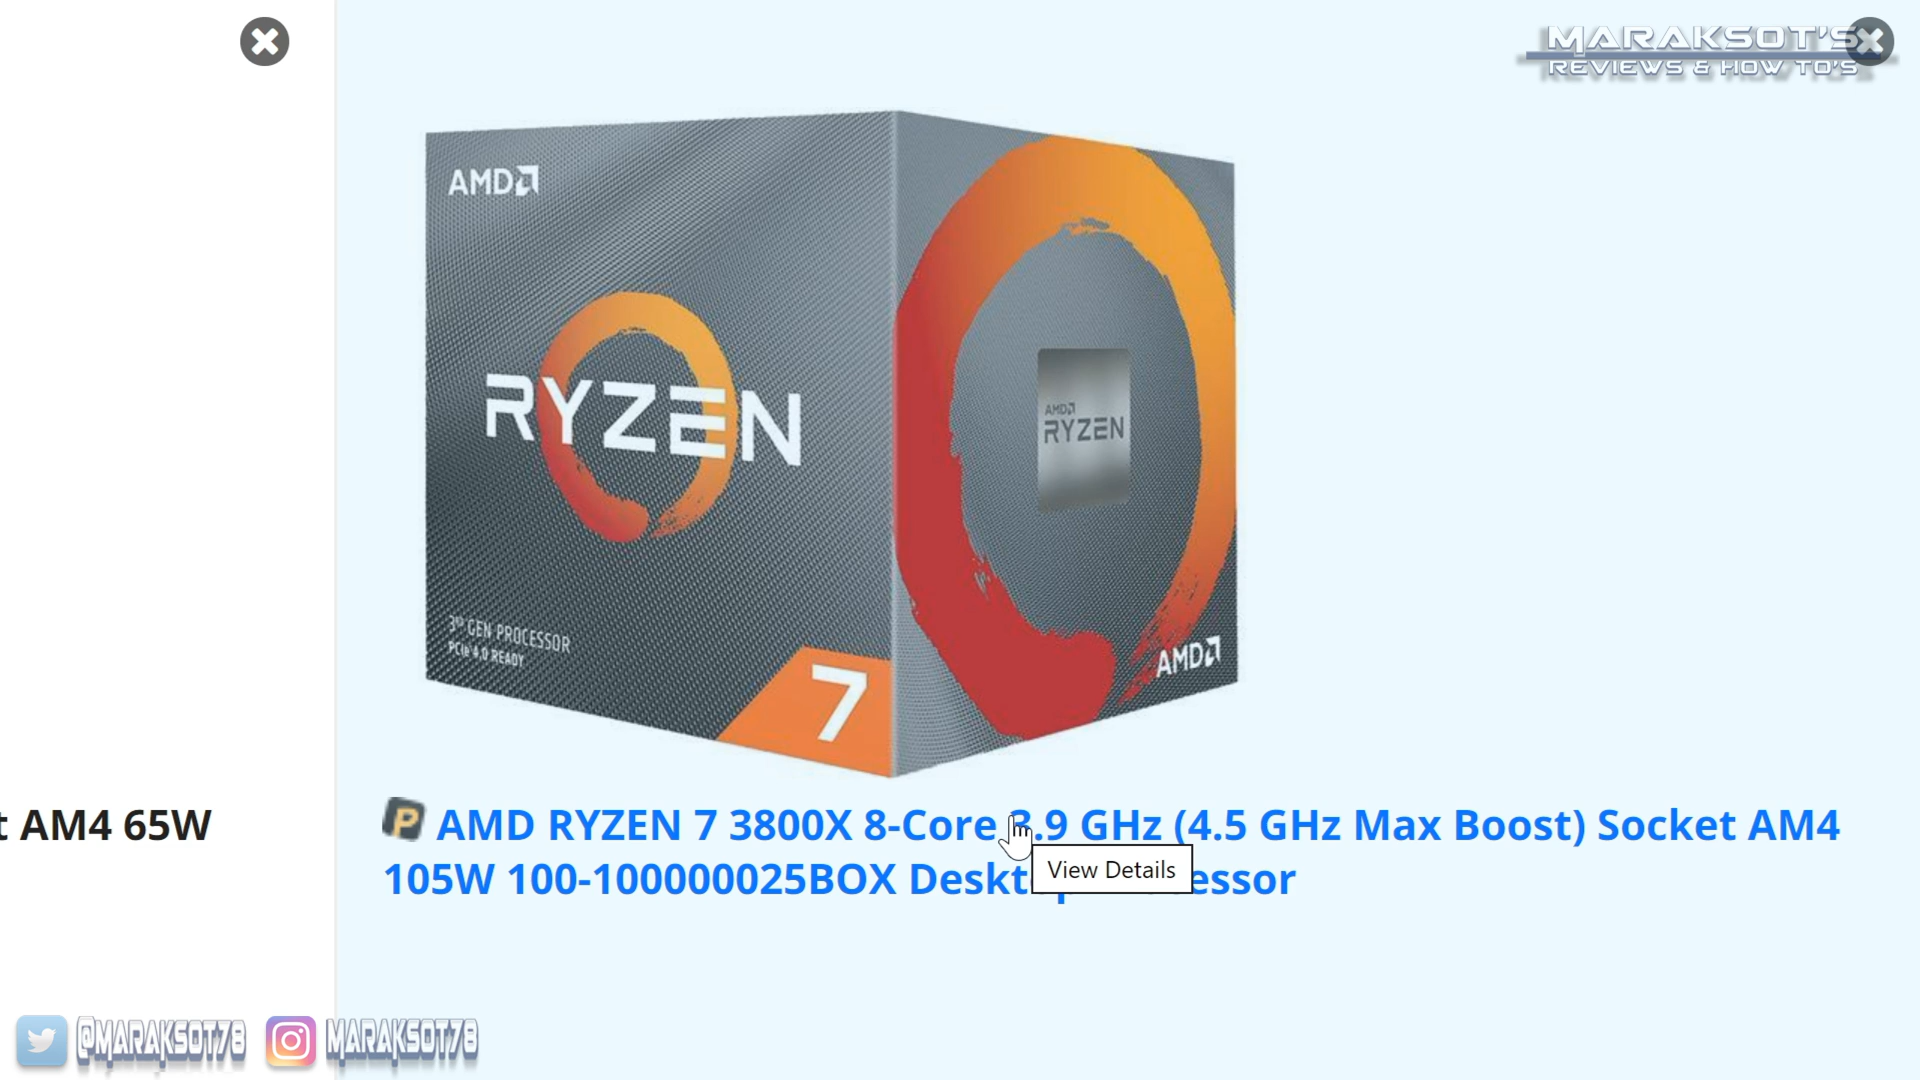 MARAKSOT'S
REVIEWS & HOW TO'S
AMD
RYZEN
3RD GEN PROCESSOR
PCIe 4.0 READY
7
AMD
RYZEN
AMD
t AM4 65W
P AMD RYZEN 7 3800X 8-Core 3.9 GHz (4.5 GHz Max Boost) Socket AM4
105W 100-100000025BOX Deskt essor
View Details
@MARAKSOT78
MARAKSOT78